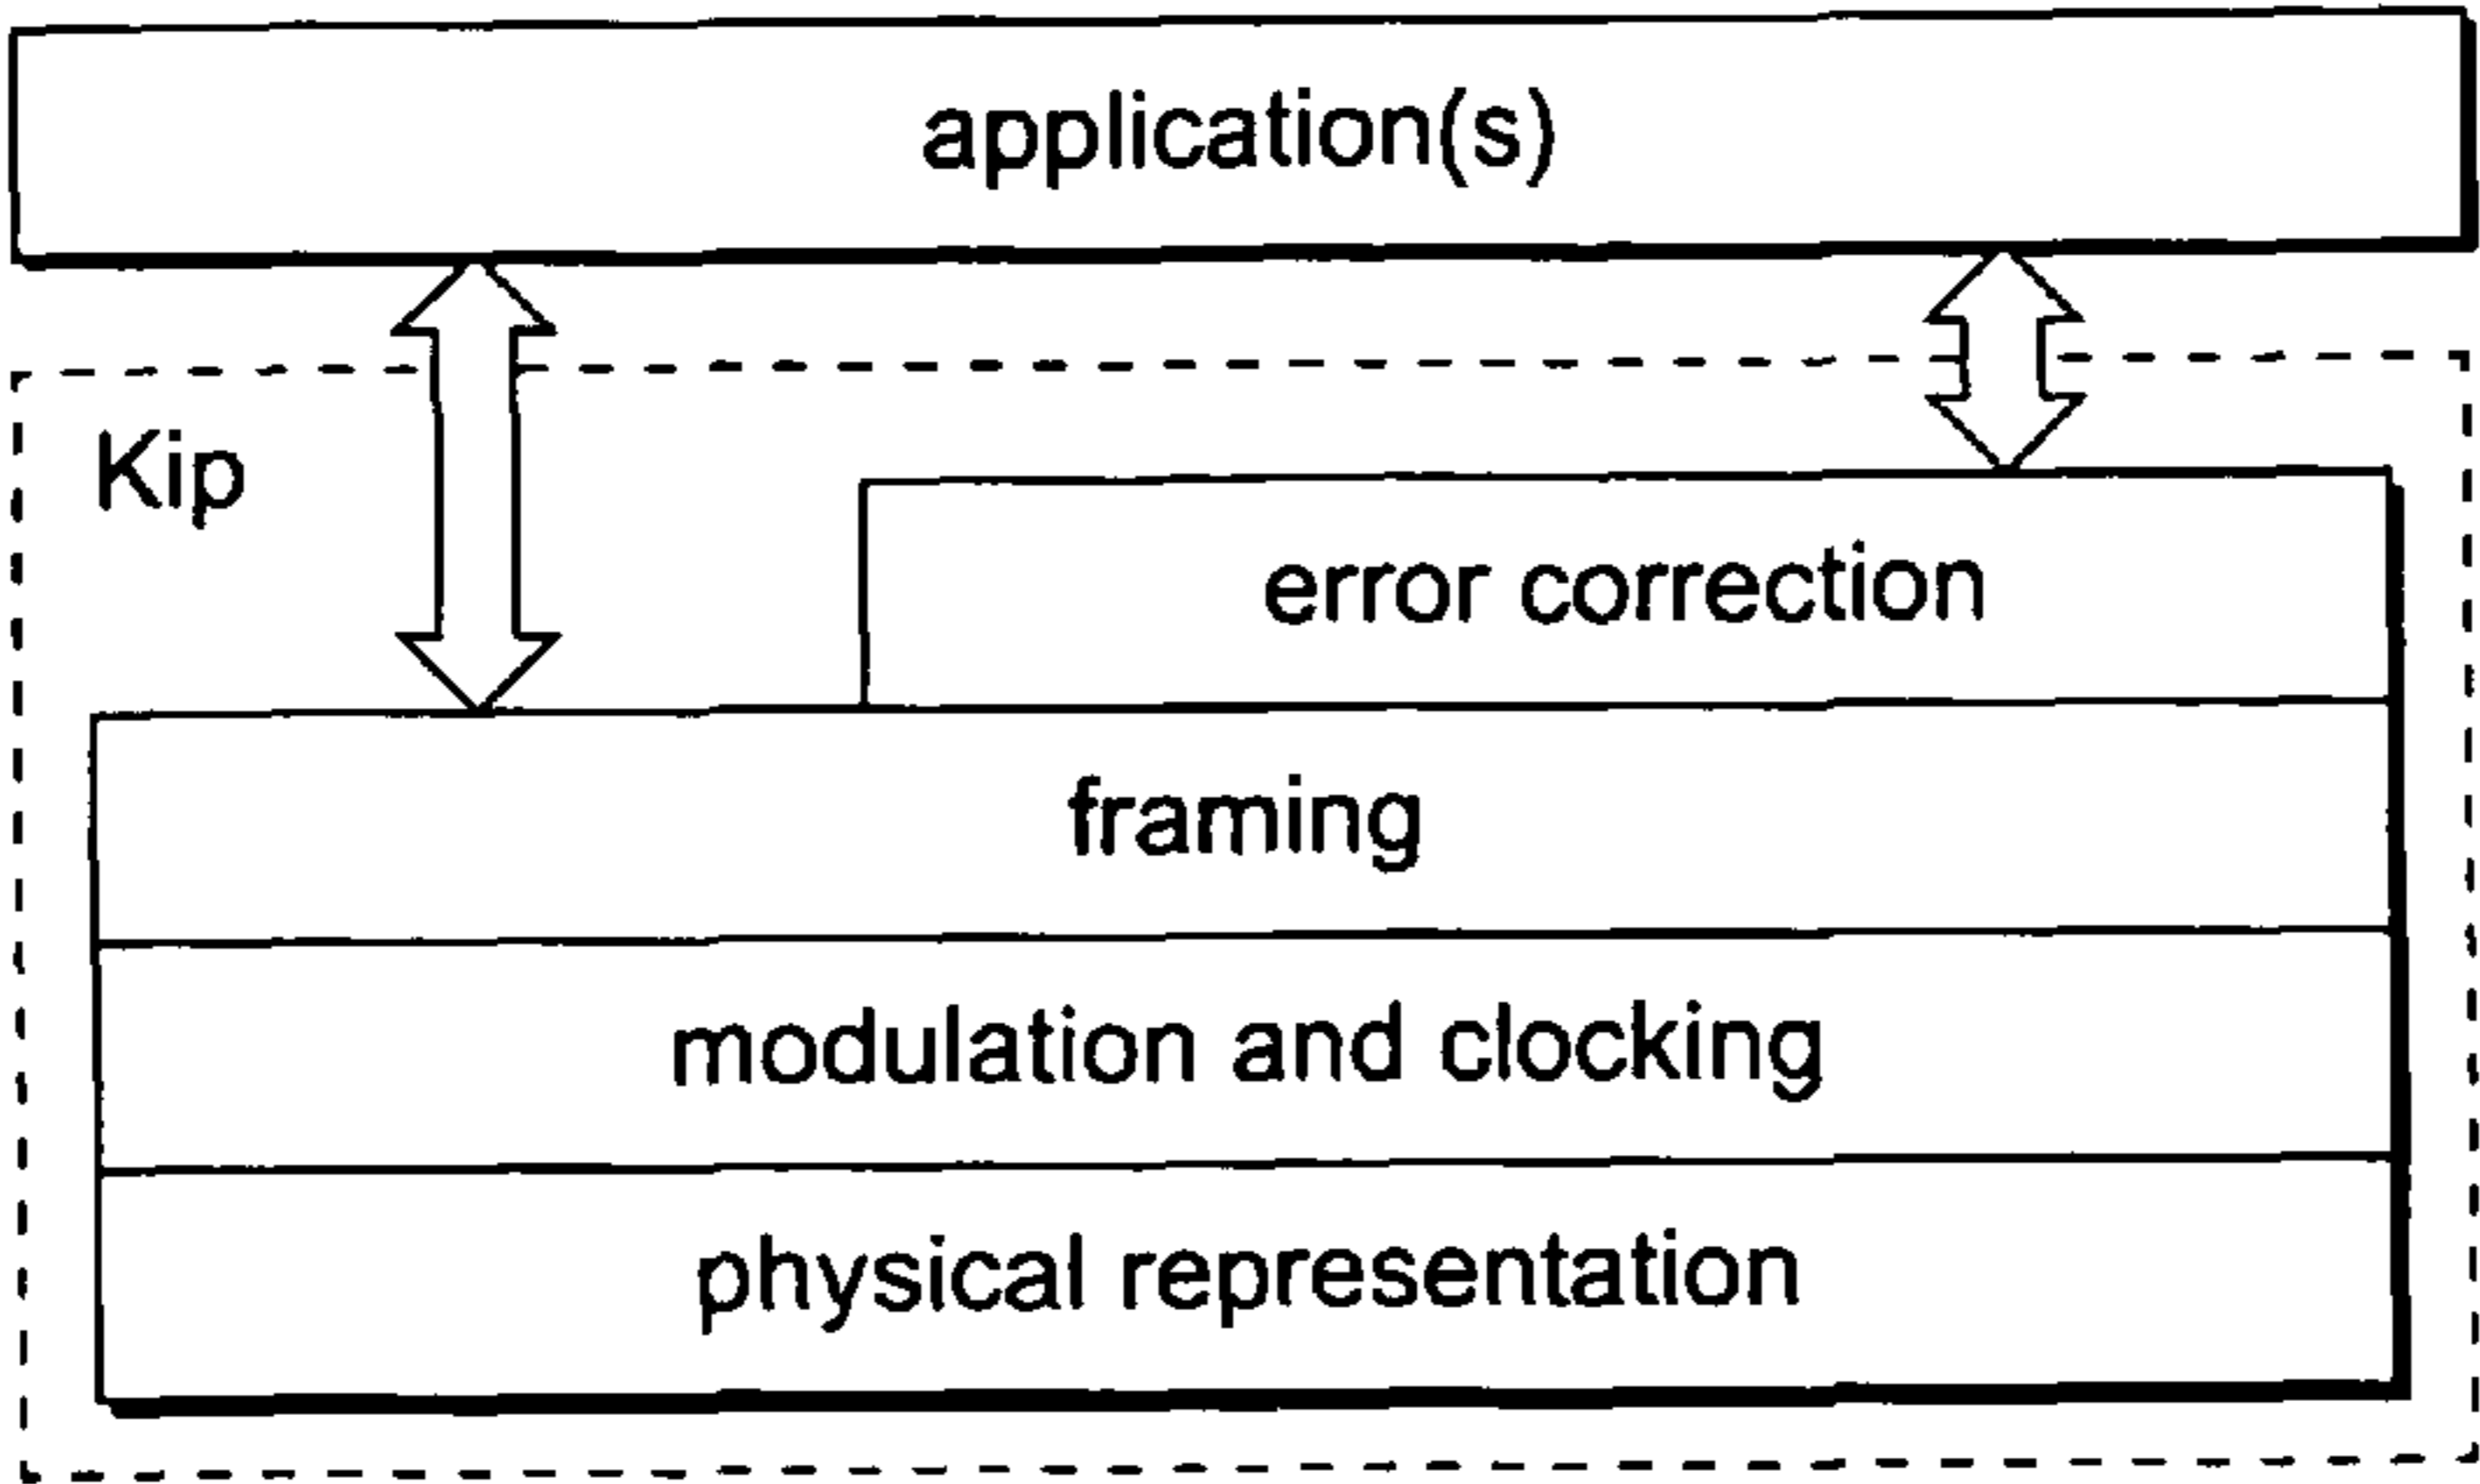 application(s)
Kip
error correction
framing
modulation and clocking
physical representation